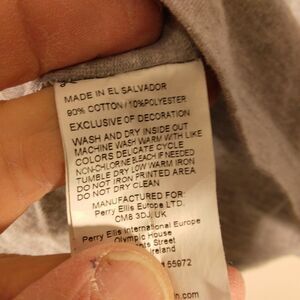 MADE IN EL SALVADOR
90% COTTON / 10%POLYESTER
EXCLUSIVE OF DECORATION
WASH AND DRY INSIDE OUT
MACHINE WASH WARM WITH LIKE
COLORS DELICATE CYCLE
NON-CHLORINE BLEACH IF NEEDED
TUMBLE DRY LOW WARM IRON
DO NOT IRON PRINTED AREA
DO NOT DRY CLEAN
MANUFACTURED FOR:
Perry Ellis Europe LTD.
CM8 3DJ, UK
Perry Ellis International Europe
Olympic House
Street
Ireland
55972